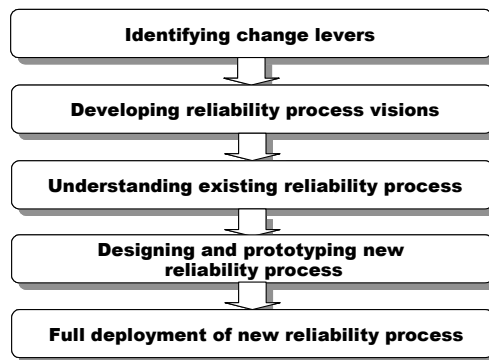 Identifying change levers
Developing reliability process visions
Understanding existing reliability process
Designing and prototyping new
reliability process
Full deployment of new reliability process